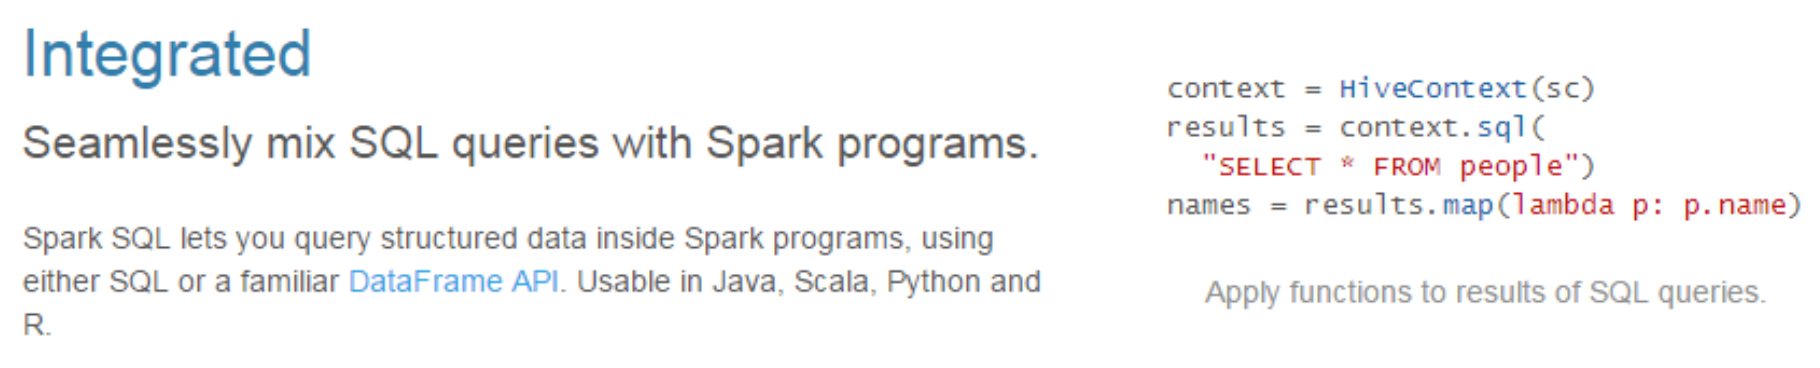 Integrated
Seamlessly mix SQL queries with Spark programs.
Spark SQL lets you query structured data inside Spark programs, using
either SQL or a familiar DataFrame API. Usable in Java, Scala, Python and
R.
context = HiveContext(sc)
results = context.sql(
  "SELECT * FROM people")
names = results.map(lambda p: p.name)
Apply functions to results of SQL queries.